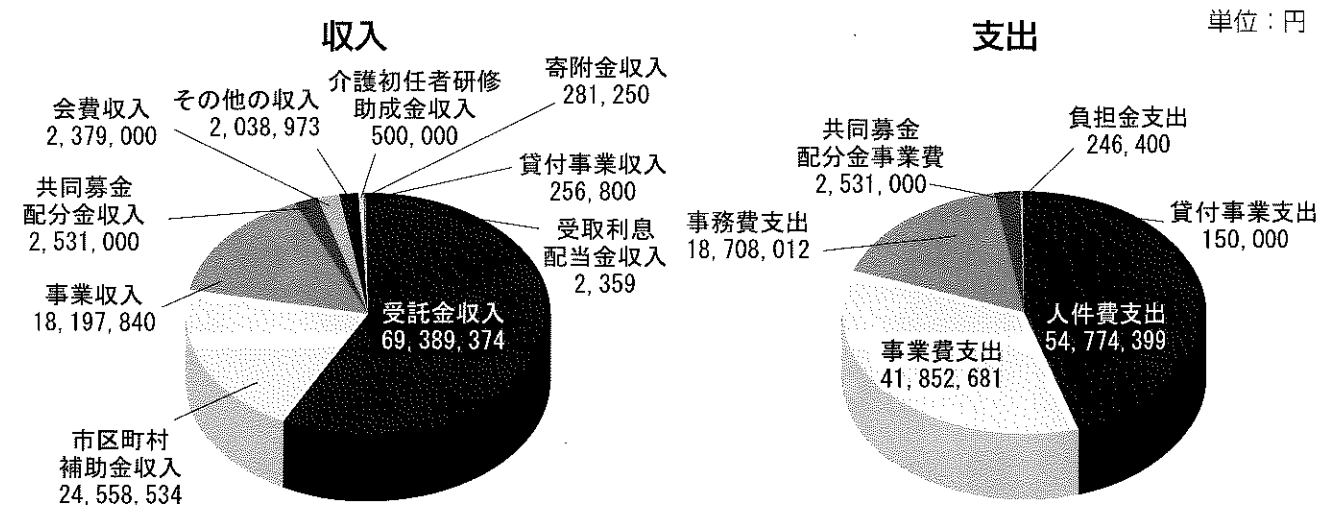 単位：円
収入
会費収入
2,379,000
その他の収入
2,038,973
介護初任者研修
助成金収入
500,000
寄附金収入
281,250
貸付事業収入
256,800
受取利息
配当金収入
2,359
共同募金
配分金収入
2,531,000
事業収入
18,197,840
受託金収入
69,389,374
市区町村
補助金収入
24,558,534
支出
共同募金
配分金事業費
2,531,000
負担金支出
246,400
貸付事業支出
150,000
事務費支出
18,708,012
人件費支出
54,774,399
事業費支出
41,852,681